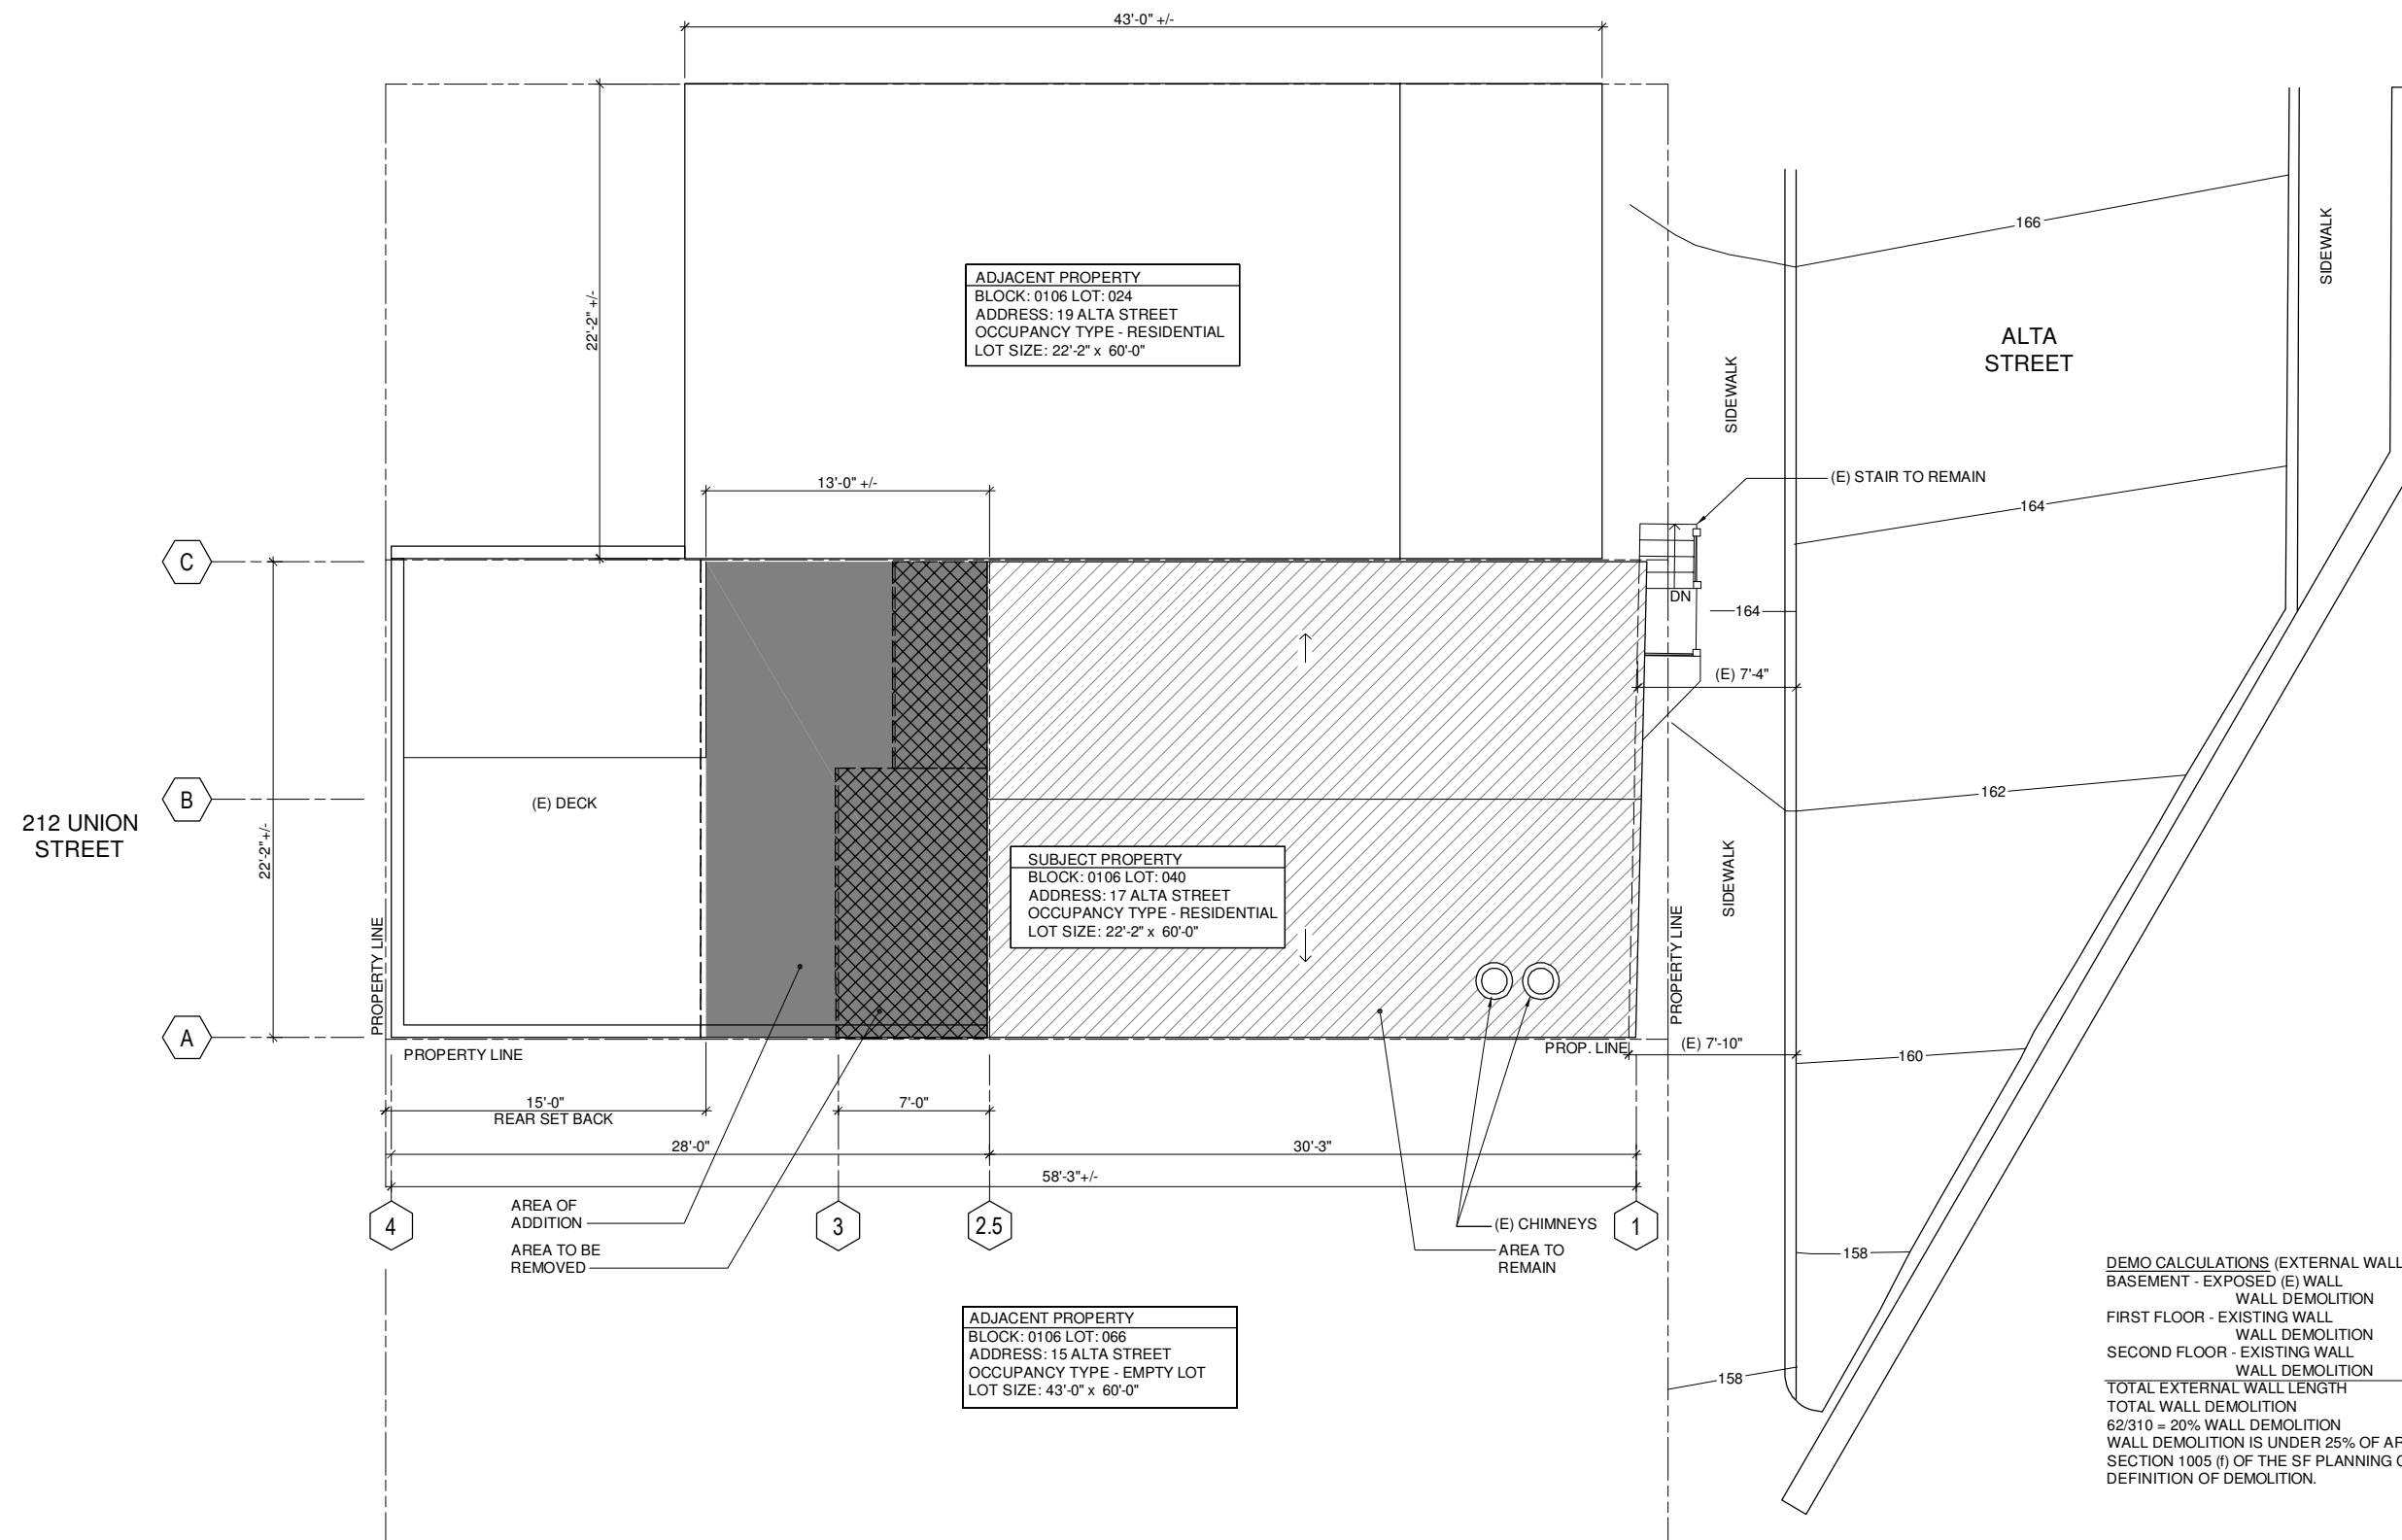 43'-0" +/-
22'-2" +/-
ADJACENT PROPERTY
BLOCK: 0106 LOT: 024
ADDRESS: 19 ALTA STREET
OCCUPANCY TYPE - RESIDENTIAL
LOT SIZE: 22'-2" x 60'-0"
166
SIDEWALK
ALTA
STREET
SIDEWALK
13'-0" +/-
(E) STAIR TO REMAIN
164
C
DN
164
(E) 7'-4"
B
(E) DECK
162
212 UNION
STREET
22'-2"+/-
SUBJECT PROPERTY
BLOCK: 0106 LOT: 040
ADDRESS: 17 ALTA STREET
OCCUPANCY TYPE - RESIDENTIAL
LOT SIZE: 22'-2" x 60'-0"
SIDEWALK
PROPERTY LINE
PROPERTY LINE
A
PROPERTY LINE
PROP. LINE
(E) 7'-10"
160
15'-0"
REAR SET BACK
7'-0"
28'-0"
30'-3"
58'-3"+/-
AREA OF
ADDITION
AREA TO BE
REMOVED
4
3
2.5
1
(E) CHIMNEYS
AREA TO
REMAIN
158
158
ADJACENT PROPERTY
BLOCK: 0106 LOT: 066
ADDRESS: 15 ALTA STREET
OCCUPANCY TYPE - EMPTY LOT
LOT SIZE: 43'-0" x 60'-0"
DEMO CALCULATIONS (EXTERNAL WALL
BASEMENT - EXPOSED (E) WALL
WALL DEMOLITION
FIRST FLOOR - EXISTING WALL
WALL DEMOLITION
SECOND FLOOR - EXISTING WALL
WALL DEMOLITION
TOTAL EXTERNAL WALL LENGTH
TOTAL WALL DEMOLITION
62/310 = 20% WALL DEMOLITION
WALL DEMOLITION IS UNDER 25% OF
SECTION 1005 (f) OF THE SF PLANNING
DEFINITION OF DEMOLITION.